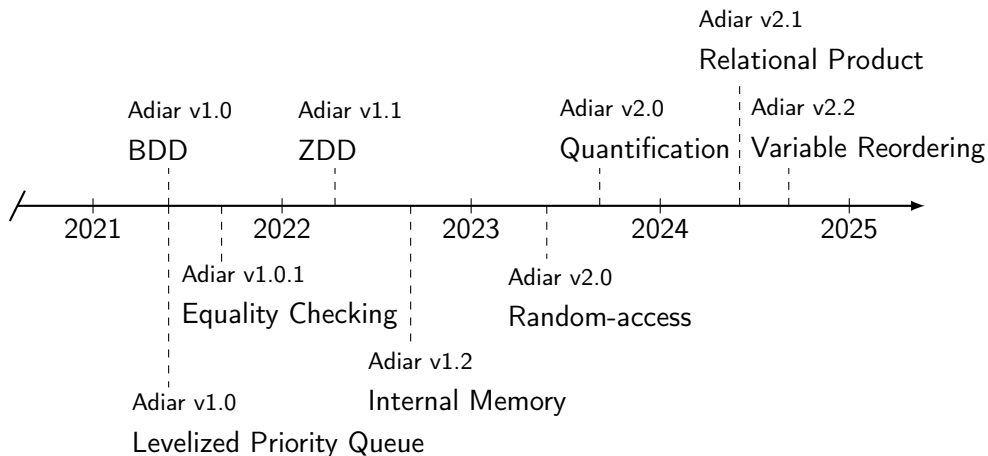 Adiar v2.1
Relational Product
Adiar v1.0
BDD
Adiar v1.1
ZDD
Adiar v2.0
Quantification
Adiar v2.2
Variable Reordering
2021
2022
2023
2024
2025
Adiar v1.0.1
Equality Checking
Adiar v2.0
Random-access
Adiar v1.2
Internal Memory
Adiar v1.0
Levelized Priority Queue